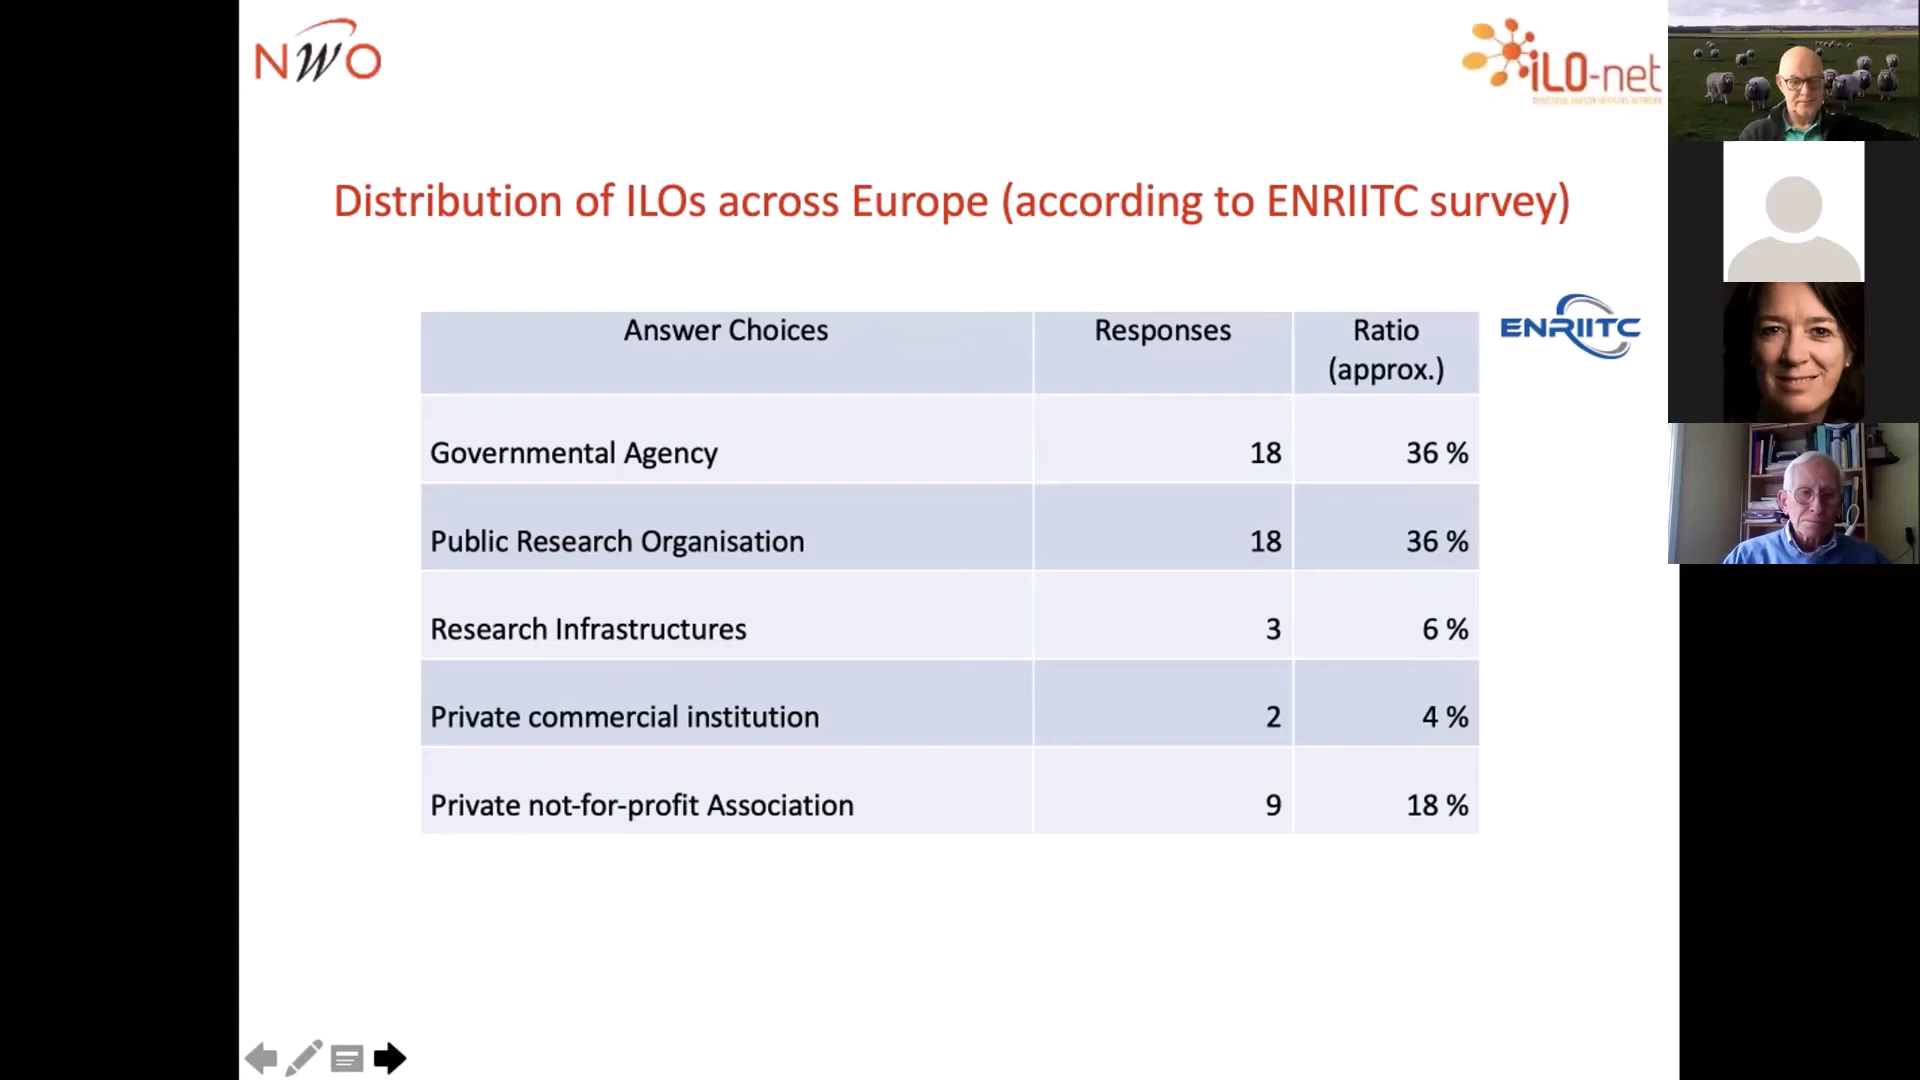 NWO
iLO-net
Distribution of ILOs across Europe (according to ENRIITC survey)
ENRIITC
Answer Choices Responses Ratio (approx.)
Governmental Agency 18 36 %
Public Research Organisation 18 36 %
Research Infrastructures 3 6 %
Private commercial institution 2 4 %
Private not-for-profit Association 9 18 %